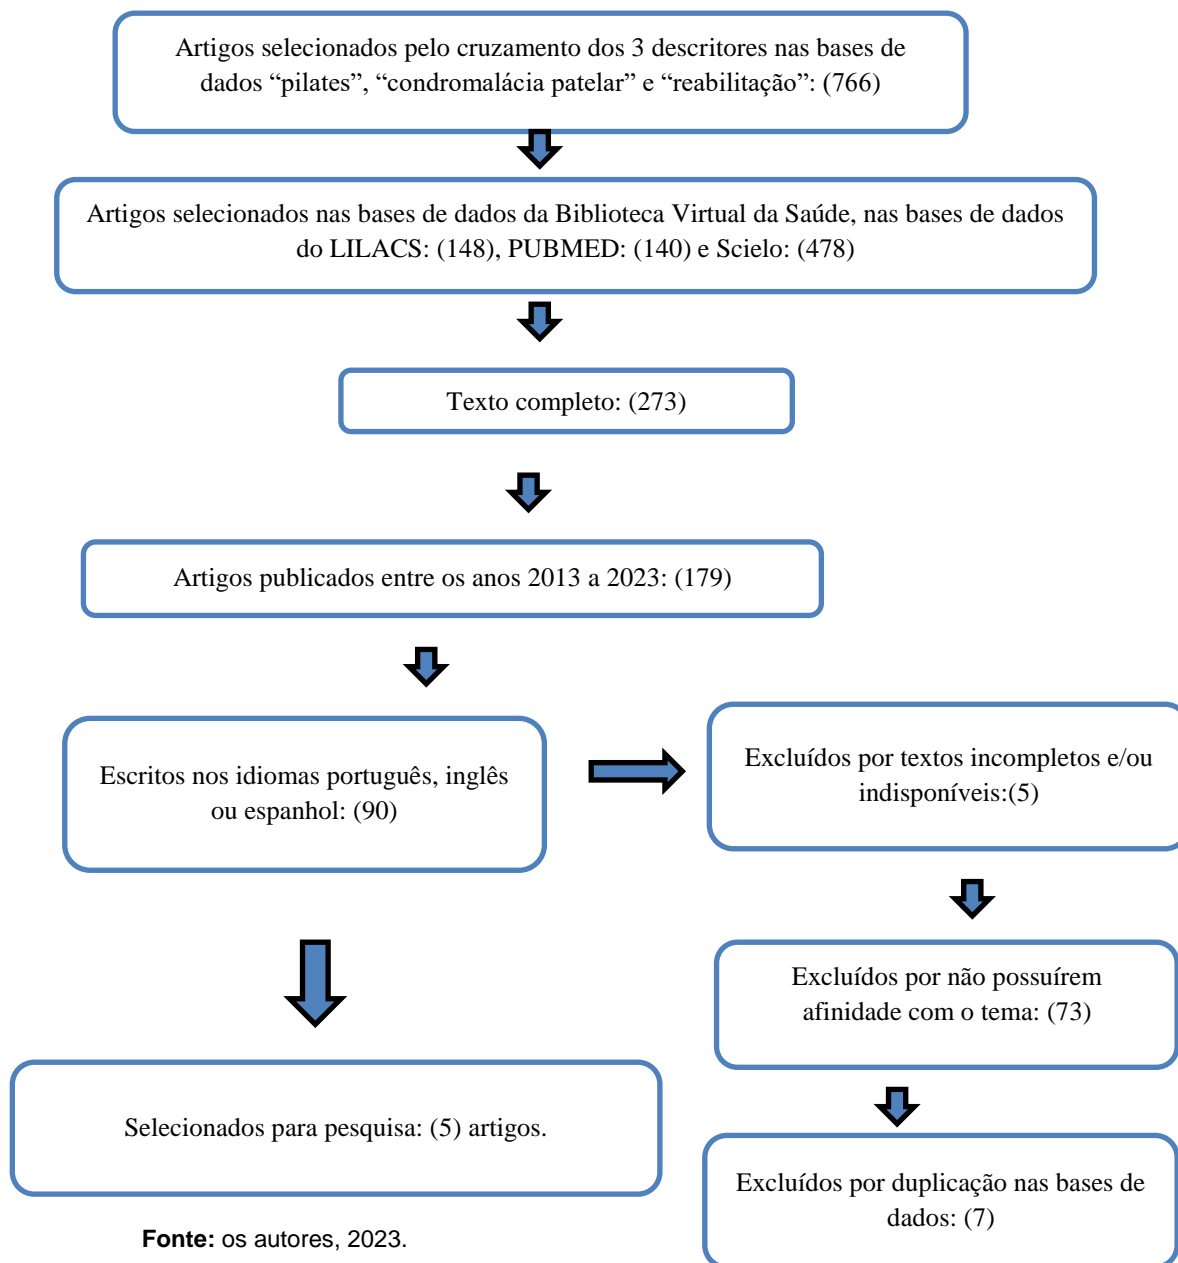 Artigos selecionados pelo cruzamento dos 3 descritores nas bases de
dados “pilates”, “condromalácia patelar” e “reabilitação”: (766)
Artigos selecionados nas bases de dados da Biblioteca Virtual da Saúde, nas bases de dados
do LILACS: (148), PUBMED: (140) e Scielo: (478)
Texto completo: (273)
Artigos publicados entre os anos 2013 a 2023: (179)
Escritos nos idiomas português, inglês
ou espanhol: (90)
Excluídos por textos incompletos e/ou
indisponíveis:(5)
Excluídos por não possuírem
afinidade com o tema: (73)
Selecionados para pesquisa: (5) artigos.
Excluídos por duplicação nas bases de
dados: (7)
Fonte: os autores, 2023.